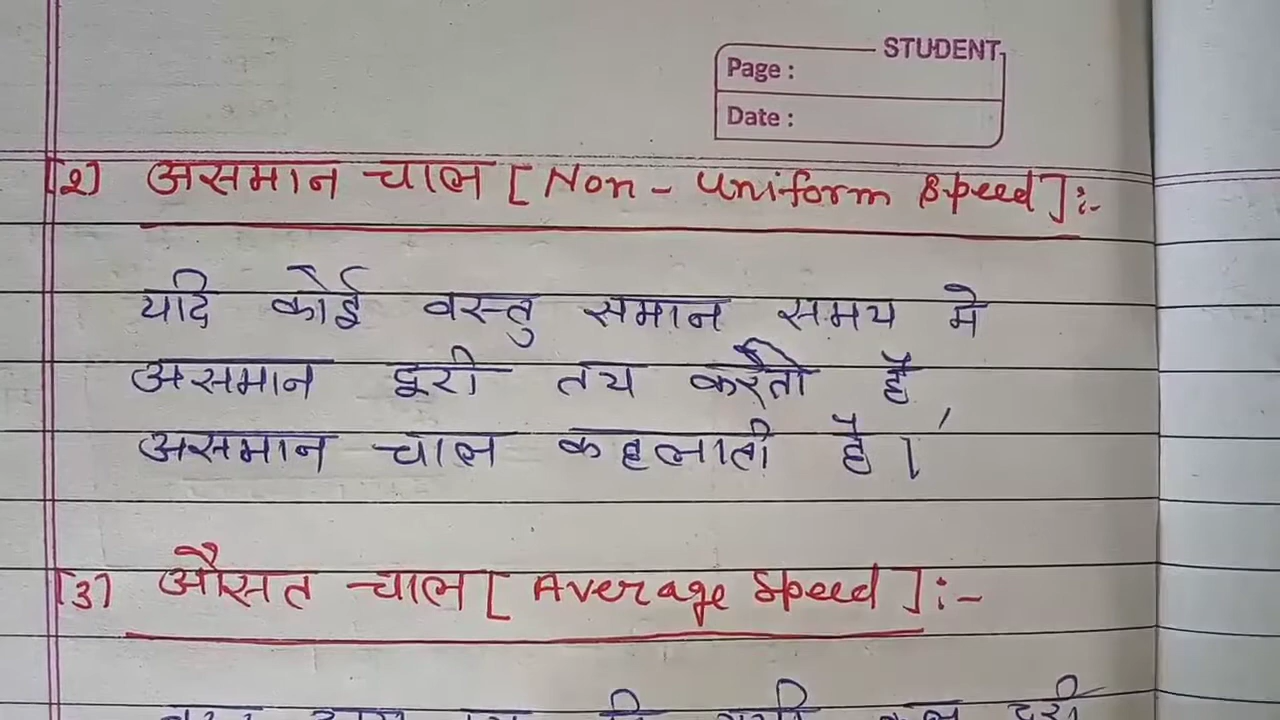 STUDENT
Page :
Date :
(2) असमान चाल [Non - Uniform Speed] :-
यदि कोई वस्तु समान समय मे
असमान दूरी तय करती है,
असमान चाल कहलाती है।
(3) औसत चाल [Average Speed] :-
दूरी